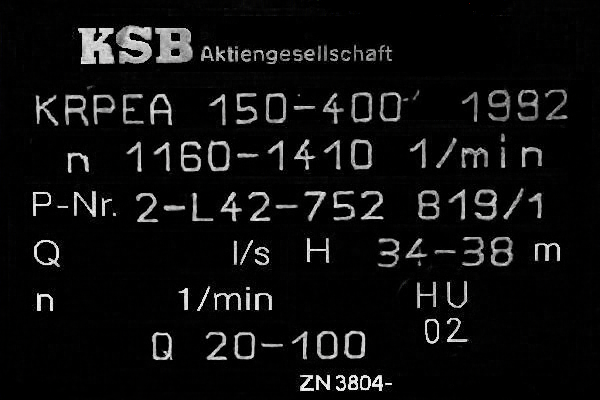 KSB Aktiengesellschaft
KRPEA 150-400 1992
n 1160-1410 1/min
P-Nr. 2-L42-752 819/1
Q l/s H 34-38 m
n 1/min HU
Q 20-100 02
ZN 3804-